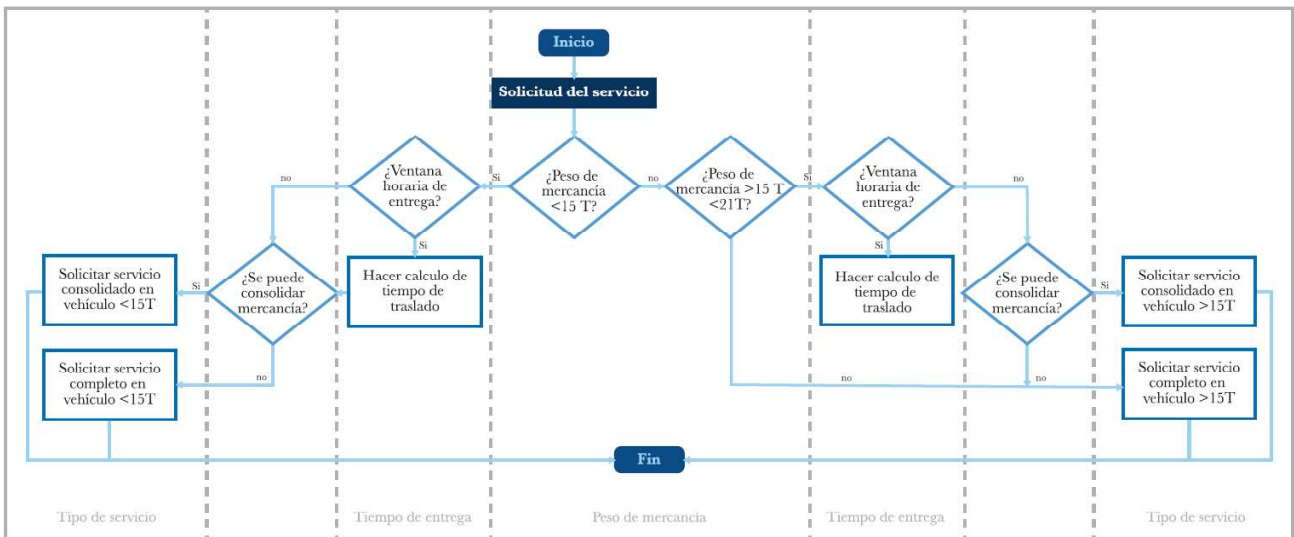 Inicio
Solicitud del servicio
¿Ventana
horaria de
entrega?
¿Peso de
mercancía
<15 T?
¿Peso de
mercancía >15 T
<21T?
¿Ventana
horaria de
entrega?
no
Si
no
Si
no
Si
Si
Solicitar servicio
consolidado en
vehículo <15T
Si
¿Se puede
consolidar
mercancía?
Hacer calculo de
tiempo de
traslado
Hacer calculo de
tiempo de
traslado
¿Se puede
consolidar
mercancía?
Si
Solicitar servicio
consolidado en
vehículo >15T
Solicitar servicio
completo en
vehículo <15T
no
no
no
Solicitar servicio
completo en
vehículo >15T
Fin
Tipo de servicio
Tiempo de entrega
Peso de mercancía
Tiempo de entrega
Tipo de servicio